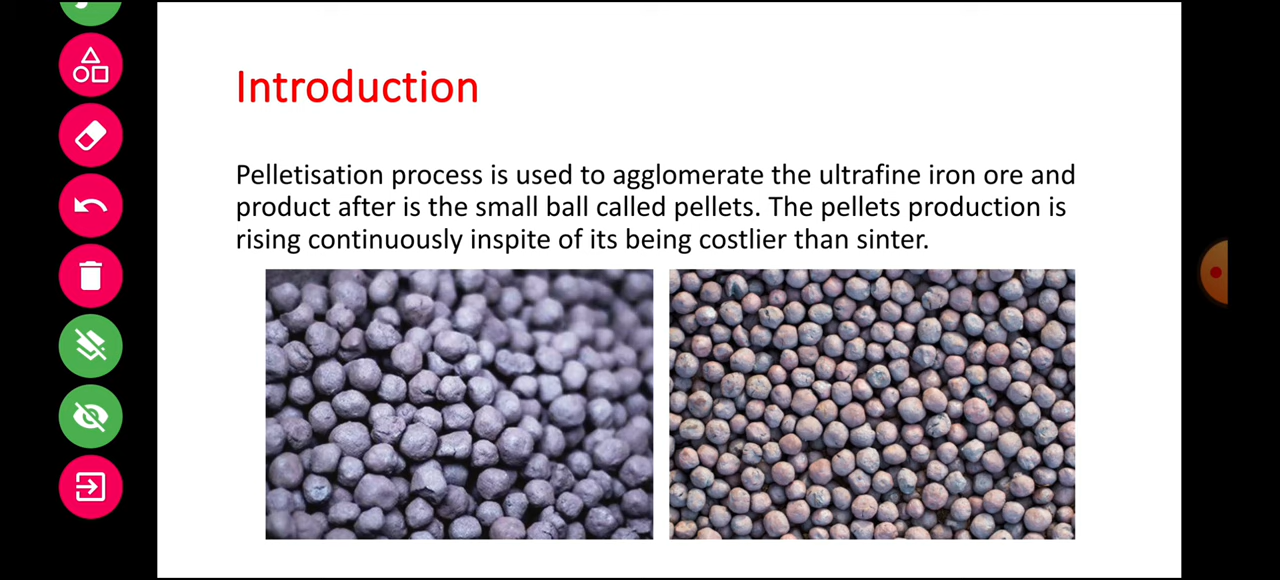 Introduction
Pelletisation process is used to agglomerate the ultrafine iron ore and
product after is the small ball called pellets. The pellets production is
rising continuously inspite of its being costlier than sinter.